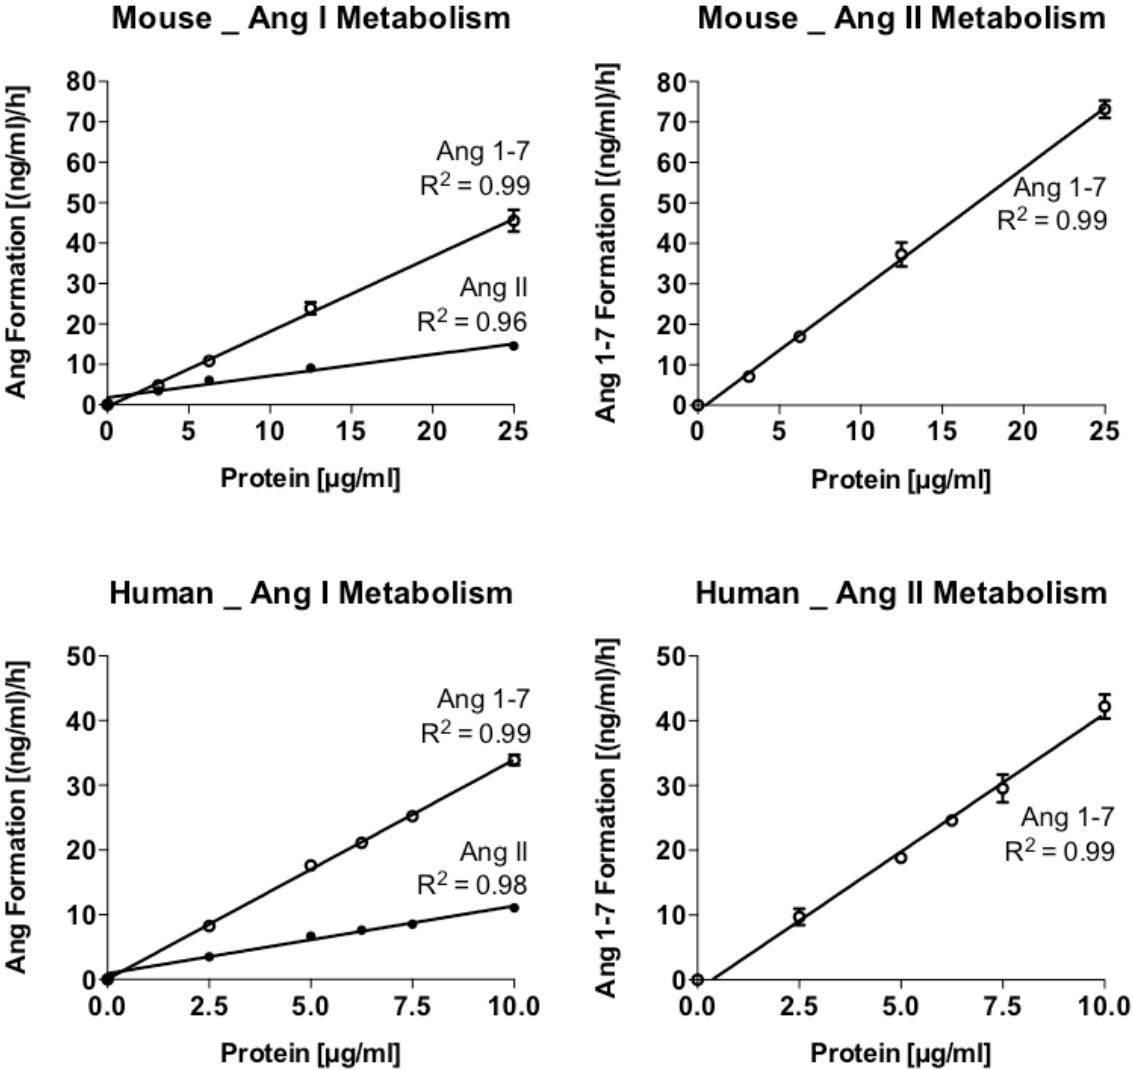 Mouse _ Ang I Metabolism
Ang Formation [(ng/ml)/h]
80
70
60
50
40
30
20
10
0
Ang 1-7
R² = 0.99
Ang II
R² = 0.96
0 5 10 15 20 25
Protein [µg/ml]
Mouse _ Ang II Metabolism
Ang 1-7 Formation [(ng/ml)/h]
80
70
60
50
40
30
20
10
0
Ang 1-7
R² = 0.99
0 5 10 15 20 25
Protein [µg/ml]
Human _ Ang I Metabolism
Ang Formation [(ng/ml)/h]
50
40
30
20
10
0
Ang 1-7
R² = 0.99
Ang II
R² = 0.98
0.0 2.5 5.0 7.5 10.0
Protein [µg/ml]
Human _ Ang II Metabolism
Ang 1-7 Formation [(ng/ml)/h]
50
40
30
20
10
0
Ang 1-7
R² = 0.99
0.0 2.5 5.0 7.5 10.0
Protein [µg/ml]